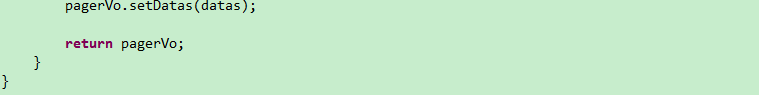 pagerVo.setDatas(datas);
return pagerVo;
}
}